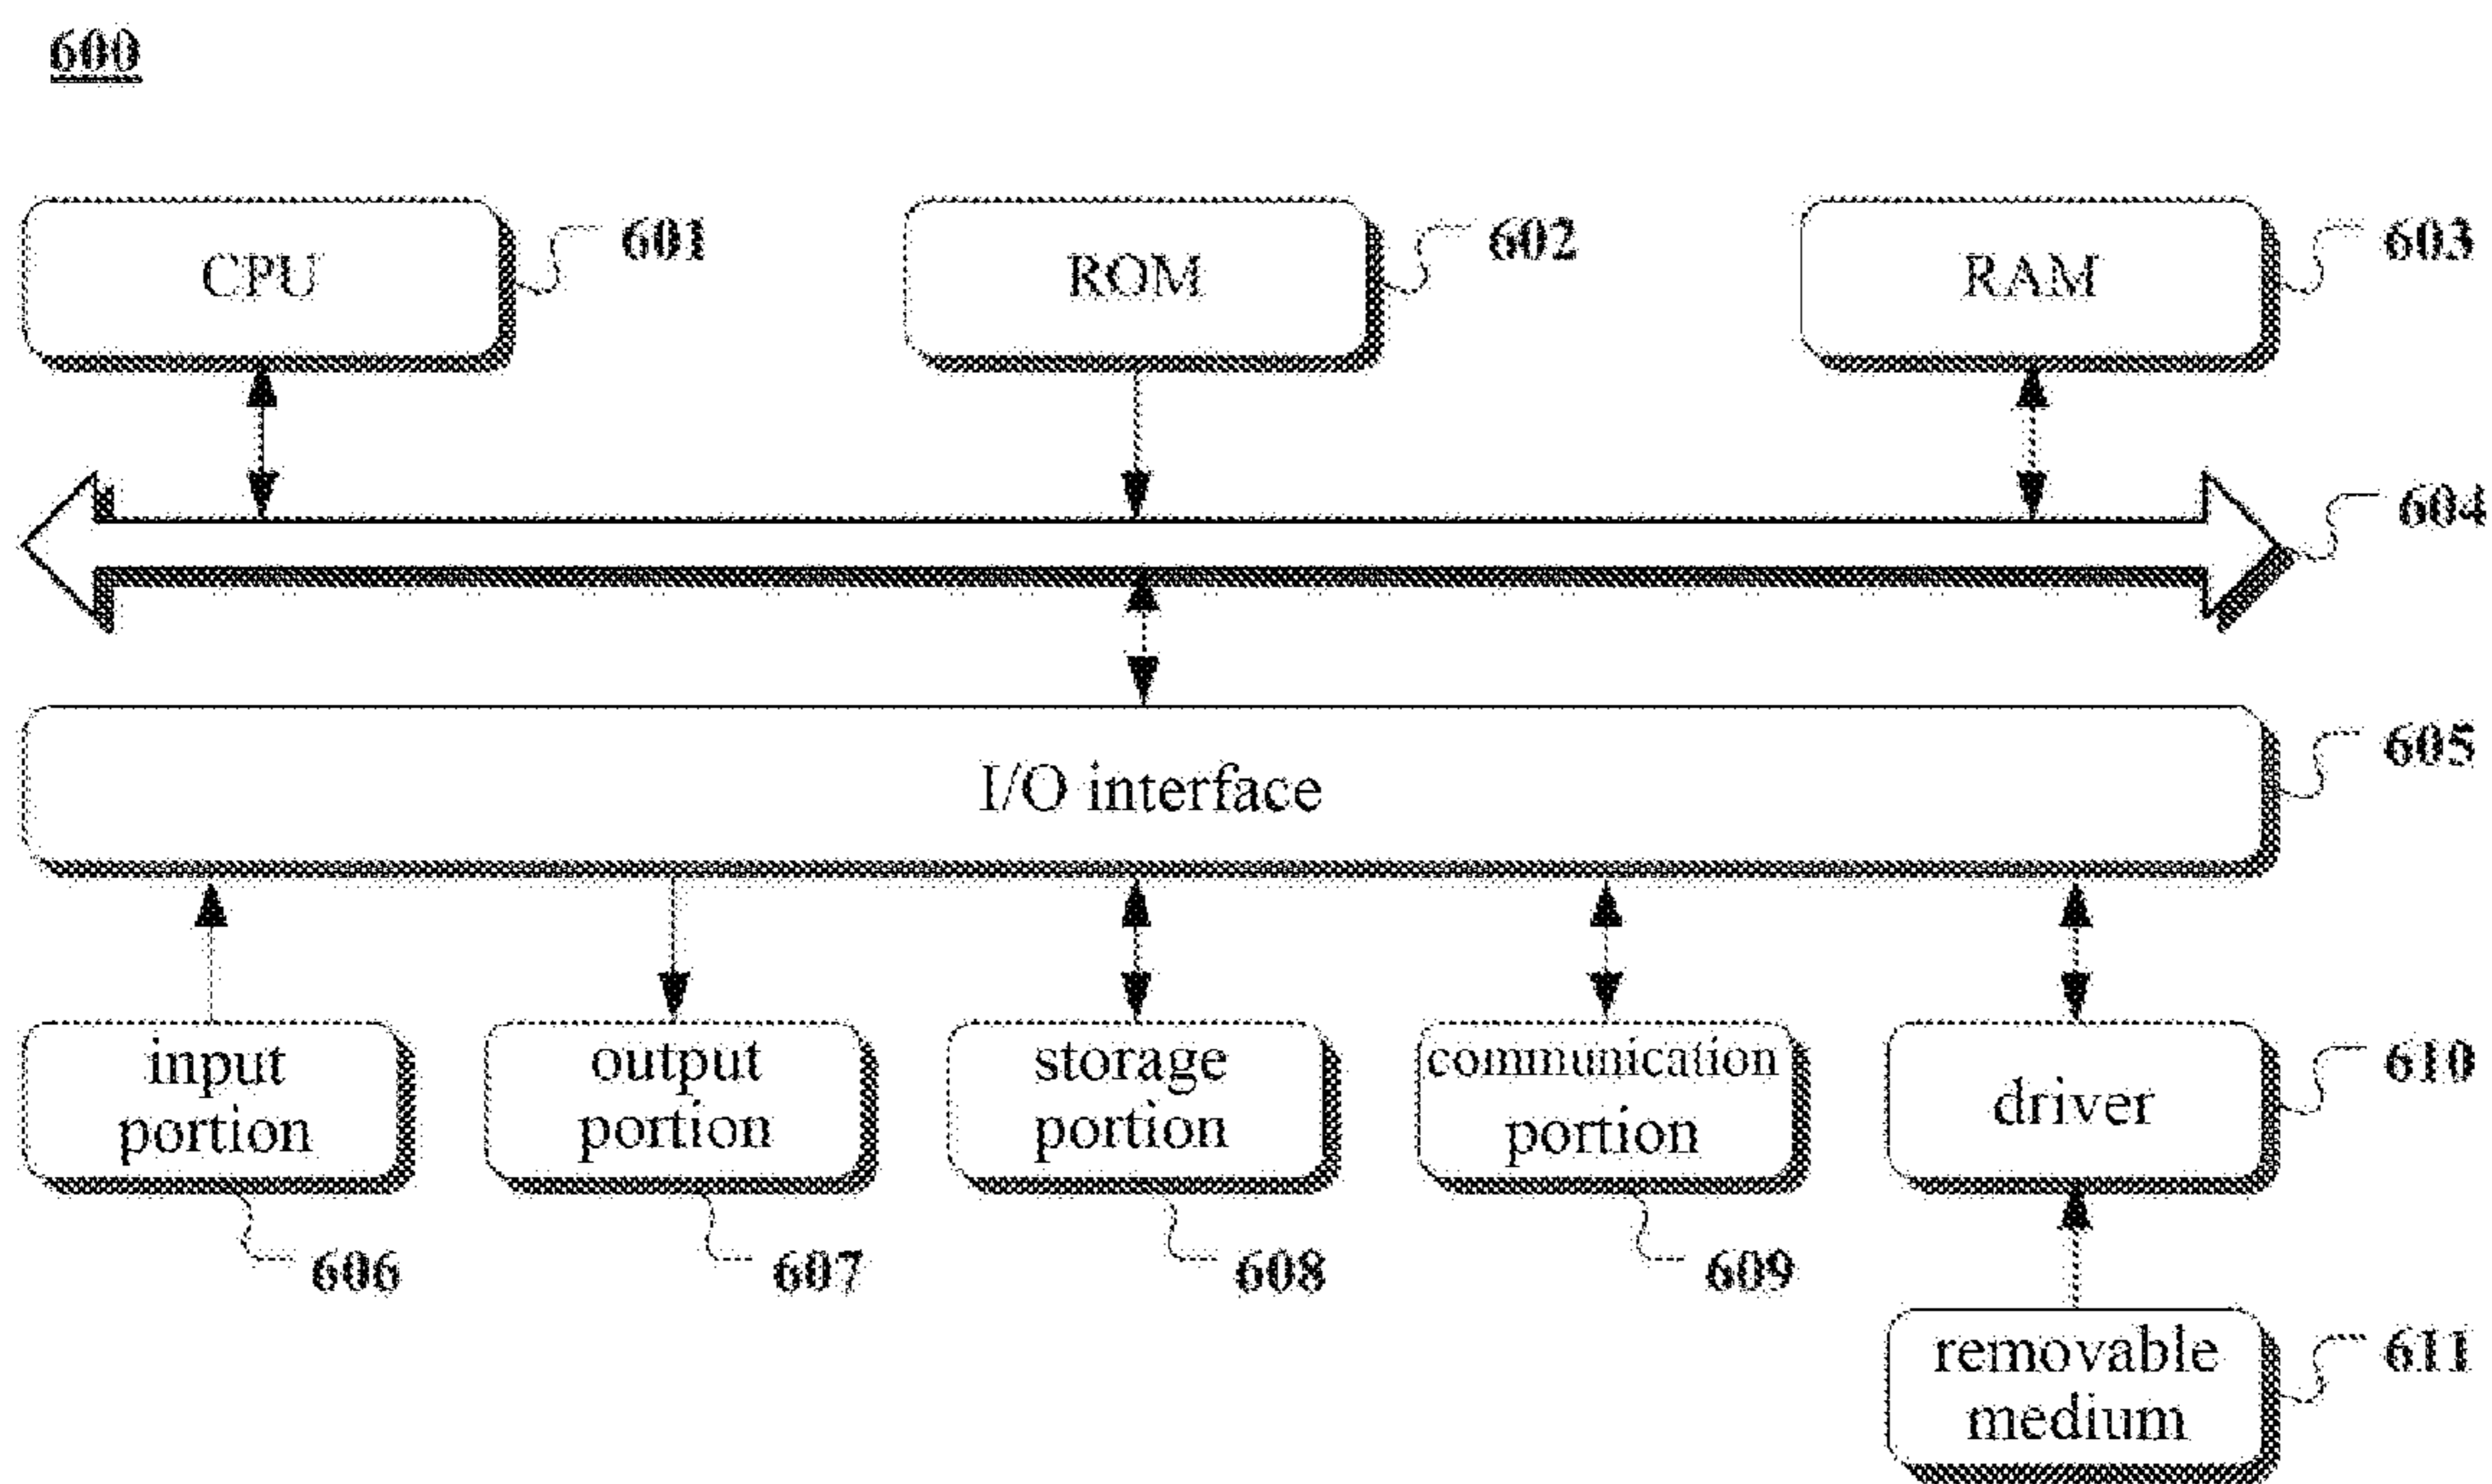 600
CPU
601
ROM
602
RAM
603
604
I/O interface
605
input
portion
output
portion
storage
portion
communication
portion
driver
610
606
607
608
609
removable
medium
611